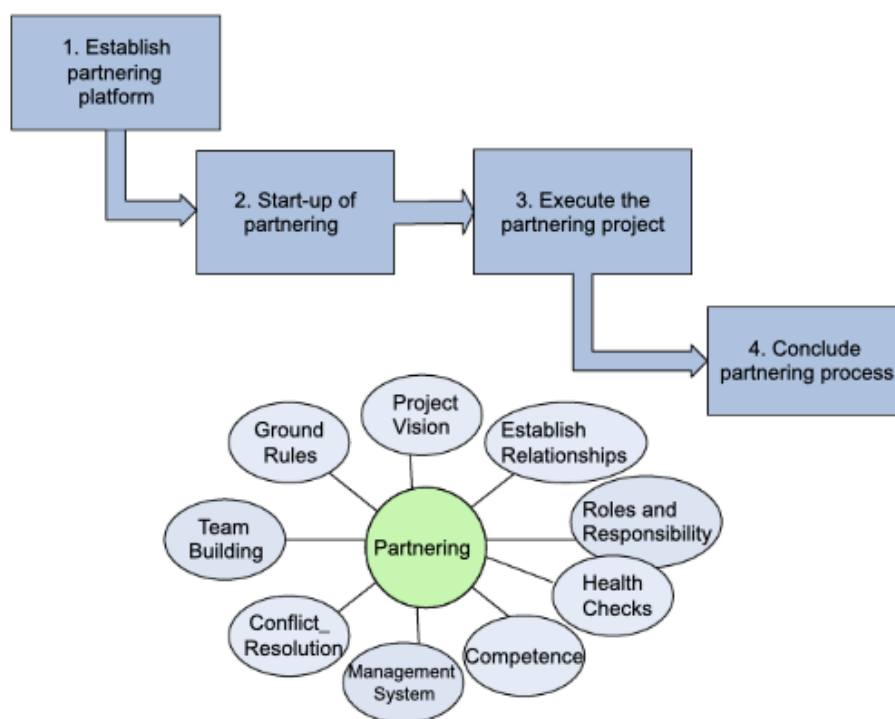 1. Establish
partnering
platform
2. Start-up of
partnering
3. Execute the
partnering project
4. Conclude
partnering process
Project
Vision
Ground
Rules
Establish
Relationships
Team
Building
Partnering
Roles and
Responsibility
Health
Checks
Conflict_
Resolution
Management
System
Competence